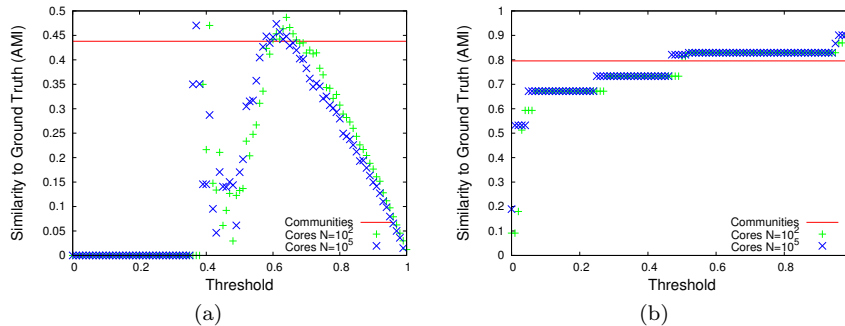 Similarity to Ground Truth (AMI)
0.5
0.45
0.4
0.35
0.3
0.25
0.2
0.15
0.1
0.05
0
0 0.2 0.4 0.6 0.8 1
Threshold
Communities
Cores N=10^2
Cores N=10^5
(a)
Similarity to Ground Truth (AMI)
1
0.9
0.8
0.7
0.6
0.5
0.4
0.3
0.2
0.1
0
0 0.2 0.4 0.6 0.8
Threshold
Communities
Cores N=10^2
Cores N=10^5
(b)